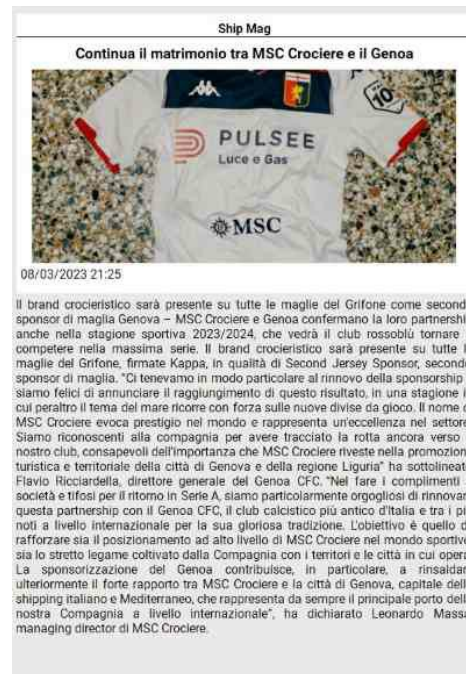 Ship Mag
Continua il matrimonio tra MSC Crociere e il Genoa
10
PULSEE
Luce e Gas
MSC
08/03/2023 21:25
Il brand crocieristico sarà presente su tutte le maglie del Grifone come second
sponsor di maglia Genova – MSC Crociere e Genoa confermano la loro partnershi
anche nella stagione sportiva 2023/2024, che vedrà il club rossoblù tornare
competere nella massima serie. Il brand crocieristico sarà presente su tutte l
maglie del Grifone, firmate Kappa, in qualità di Second Jersey Sponsor, second
sponsor di maglia. "Ci tenevamo in modo particolare al rinnovo della sponsorship
siamo felici di annunciare il raggiungimento di questo risultato, in una stagione i
cui peraltro il tema del mare ricorre con forza sulle nuove divise da gioco. Il nome d
MSC Crociere evoca prestigio nel mondo e rappresenta un'eccellenza nel settore
Siamo riconoscenti alla compagnia per avere tracciato la rotta ancora verso
nostro club, consapevoli dell'importanza che MSC Crociere riveste nella promozion
turistica e territoriale della città di Genova e della regione Liguria" ha sottolineat
Flavio Ricciardella, direttore generale del Genoa CFC. "Nel fare i complimenti
società e tifosi per il ritorno in Serie A, siamo particolarmente orgogliosi di rinnovar
questa partnership con il Genoa CFC, il club calcistico più antico d'Italia e tra i pi
noti a livello internazionale per la sua gloriosa tradizione. L'obiettivo è quello d
rafforzare sia il posizionamento ad alto livello di MSC Crociere nel mondo sportiv
sia lo stretto legame coltivato dalla Compagnia con i territori e le città in cui opera
La sponsorizzazione del Genoa contribuisce, in particolare, a rinsaldar
ulteriormente il forte rapporto tra MSC Crociere e la città di Genova, capitale dell
shipping italiano e Mediterraneo, che rappresenta da sempre il principale porto dell
nostra Compagnia a livello internazionale", ha dichiarato Leonardo Massa
managing director di MSC Crociere.